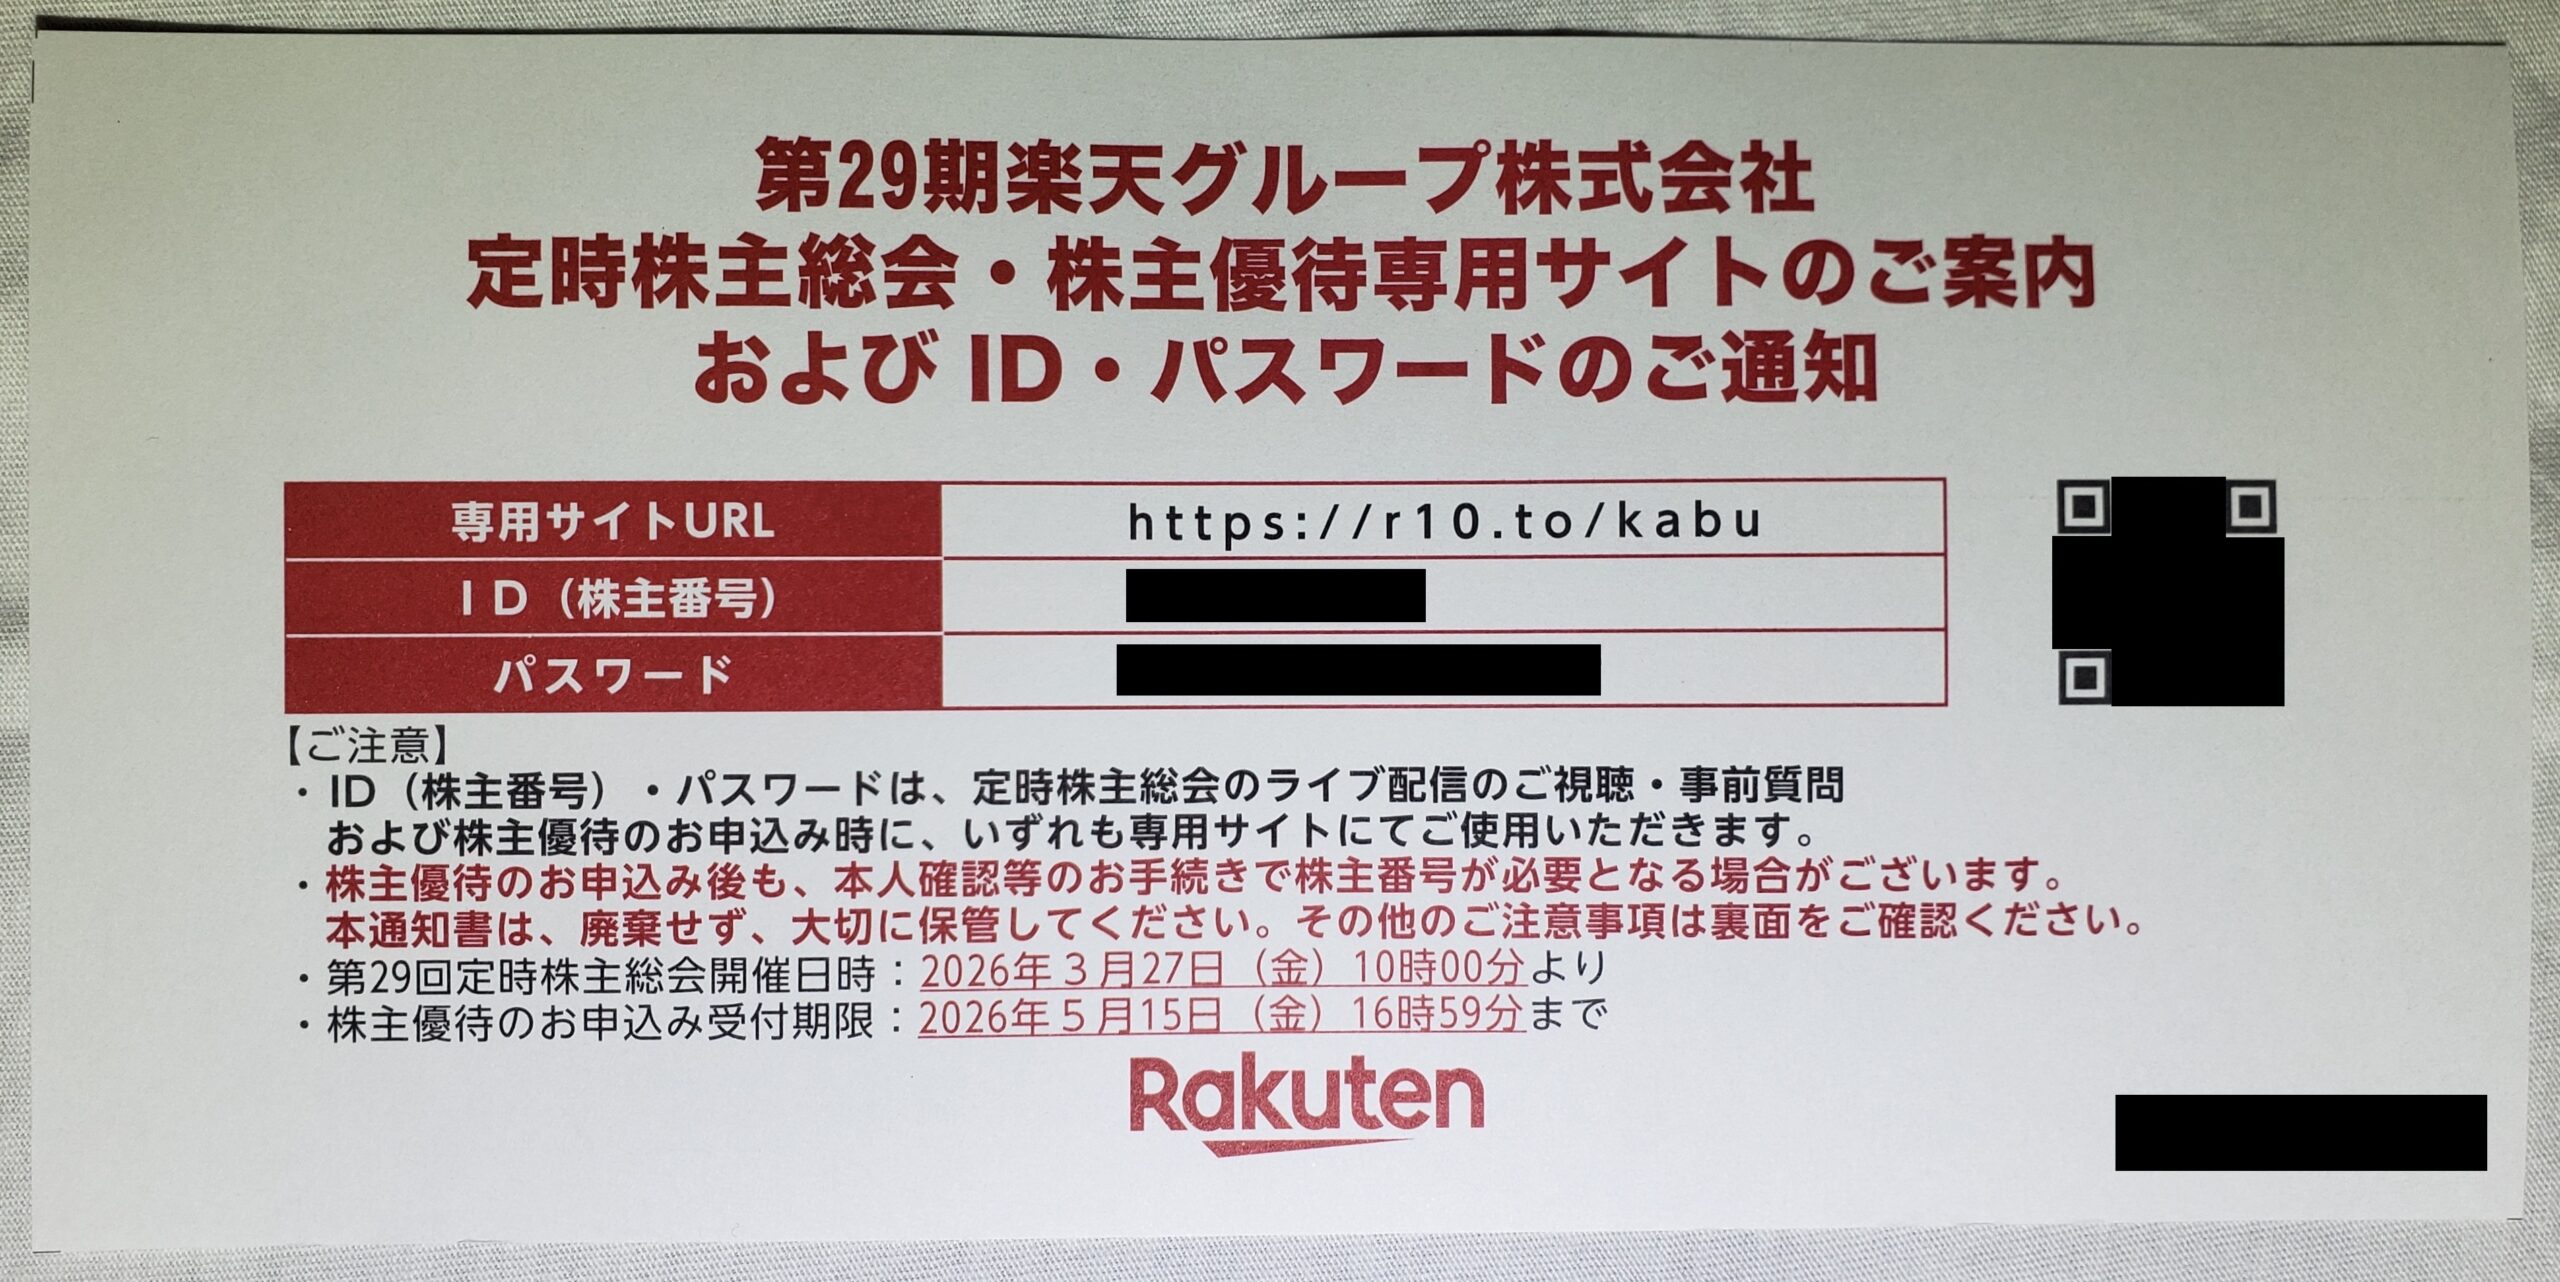 第29期楽天グループ株式会社
定時株主総会・株主優待専用サイトのご案内
および ID・パスワードのご通知
専用サイトURL https://r10.to/kabu
ＩＤ（株主番号）
パスワード
【ご注意】
・ID（株主番号）・パスワードは、定時株主総会のライブ配信のご視聴・事前質問
および株主優待のお申込み時に、いずれも専用サイトにてご使用いただきます。
・株主優待のお申込み後も、本人確認等のお手続きで株主番号が必要となる場合がございます。
本通知書は、廃棄せず、大切に保管してください。その他のご注意事項は裏面をご確認ください。
・第29回定時株主総会開催日時：2026年３月27日（金）10時00分より
・株主優待のお申込み受付期限：2026年５月15日（金）16時59分まで
Rakuten